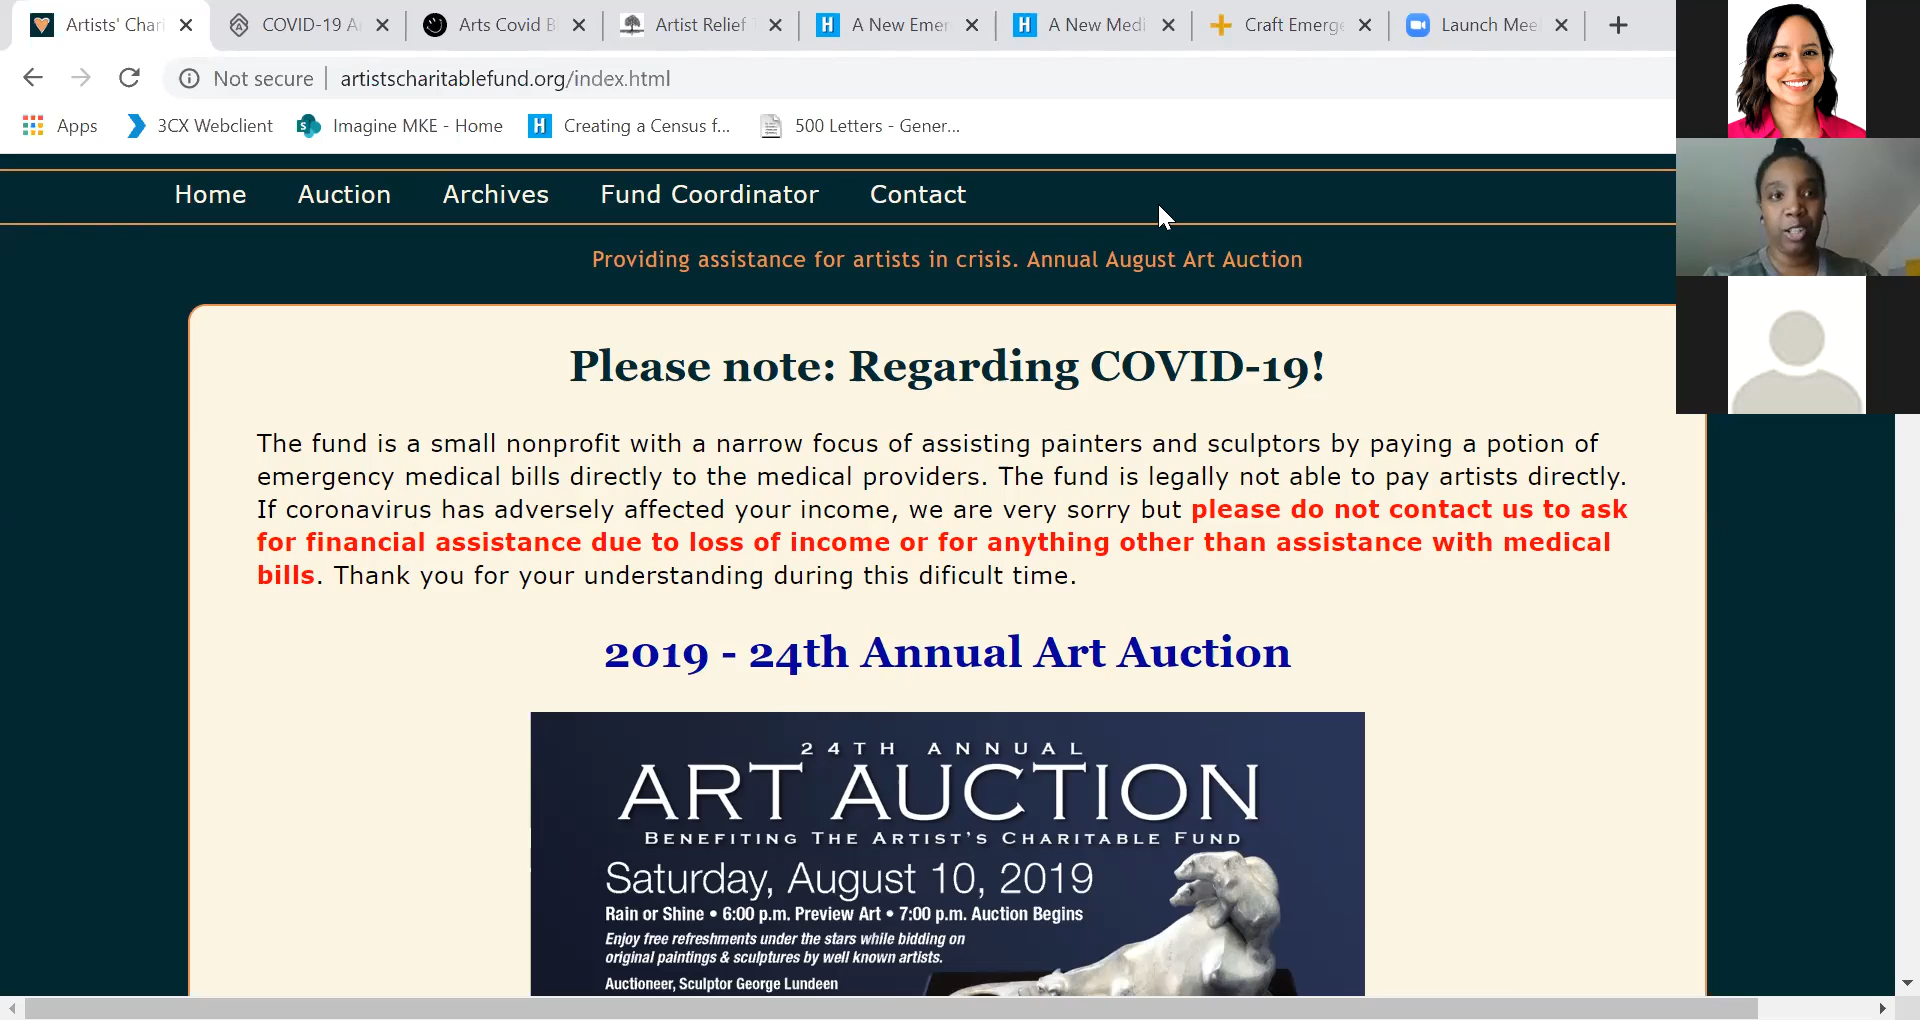 Artists' Chari
COVID-19 A
Arts Covid B
Artist Relief
A New Emer
A New Medi
Craft Emerge
Launch Mee
Not secure
artistscharitablefund.org/index.html
Apps
3CX Webclient
Imagine MKE - Home
Creating a Census f...
500 Letters - Gener...
Home
Auction
Archives
Fund Coordinator
Contact
Providing assistance for artists in crisis. Annual August Art Auction
Please note: Regarding COVID-19!
The fund is a small nonprofit with a narrow focus of assisting painters and sculptors by paying a potion of
emergency medical bills directly to the medical providers. The fund is legally not able to pay artists directly.
If coronavirus has adversely affected your income, we are very sorry but please do not contact us to ask
for financial assistance due to loss of income or for anything other than assistance with medical
bills. Thank you for your understanding during this dificult time.
2019 - 24th Annual Art Auction
24TH ANNUAL
ART AUCTION
BENEFITING THE ARTIST'S CHARITABLE FUND
Saturday, August 10, 2019
Rain or Shine • 6:00 p.m. Preview Art • 7:00 p.m. Auction Begins
Enjoy free refreshments under the stars while bidding on
original paintings & sculptures by well known artists.
Auctioneer, Sculptor George Lundeen